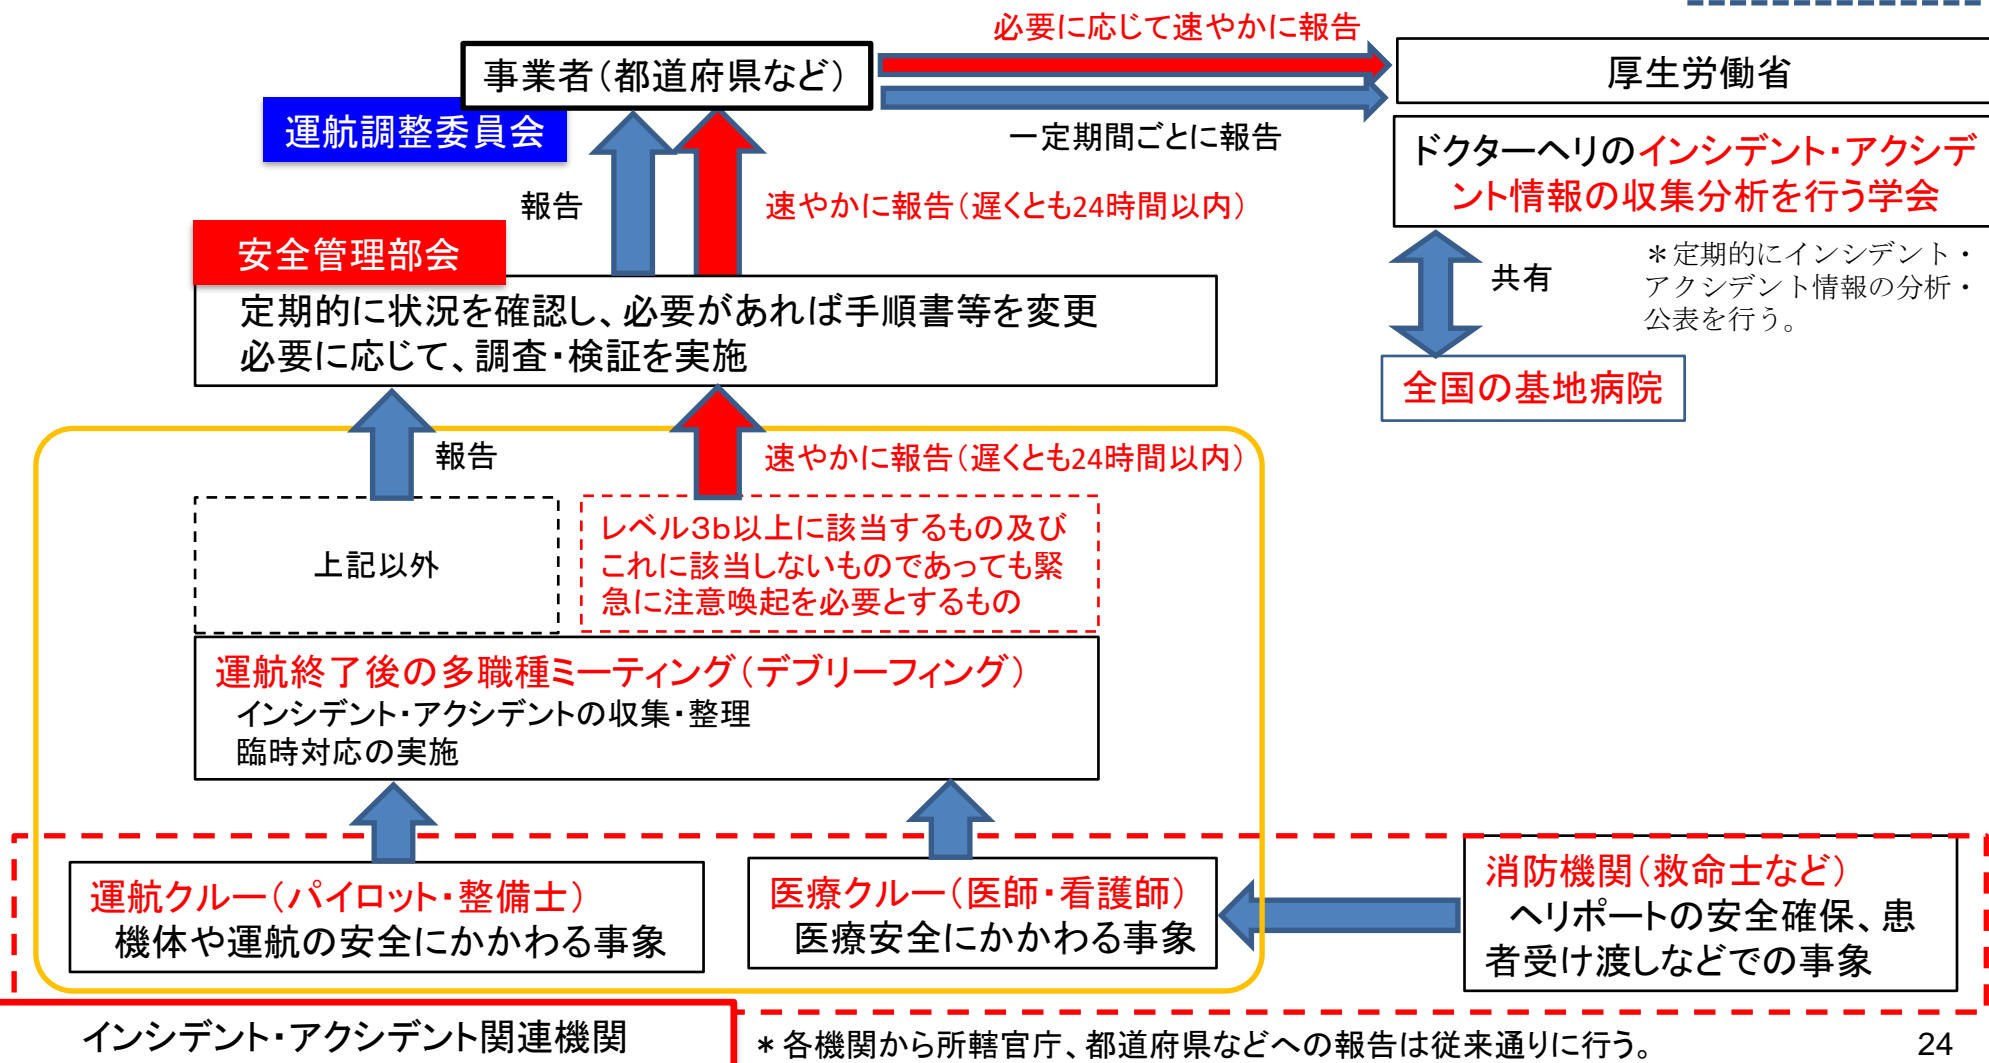 必要に応じて速やかに報告
事業者（都道府県など）
厚生労働省
運航調整委員会
一定期間ごとに報告
ドクターヘリのインシデント・アクシデ
ント情報の収集分析を行う学会
報告
速やかに報告（遅くとも24時間以内）
安全管理部会
定期的に状況を確認し、必要があれば手順書等を変更
必要に応じて、調査・検証を実施
共有
＊定期的にインシデント・
アクシデント情報の分析・
公表を行う。
全国の基地病院
報告
速やかに報告（遅くとも24時間以内）
上記以外
レベル３ｂ以上に該当するもの及び
これに該当しないものであっても緊
急に注意喚起を必要とするもの
運航終了後の多職種ミーティング（デブリーフィング）
インシデント・アクシデントの収集・整理
臨時対応の実施
運航クルー（パイロット・整備士）
機体や運航の安全にかかわる事象
医療クルー（医師・看護師）
医療安全にかかわる事象
消防機関（救命士など）
ヘリポートの安全確保、患
者受け渡しなどでの事象
インシデント・アクシデント関連機関
＊各機関から所轄官庁、都道府県などへの報告は従来通りに行う。
24